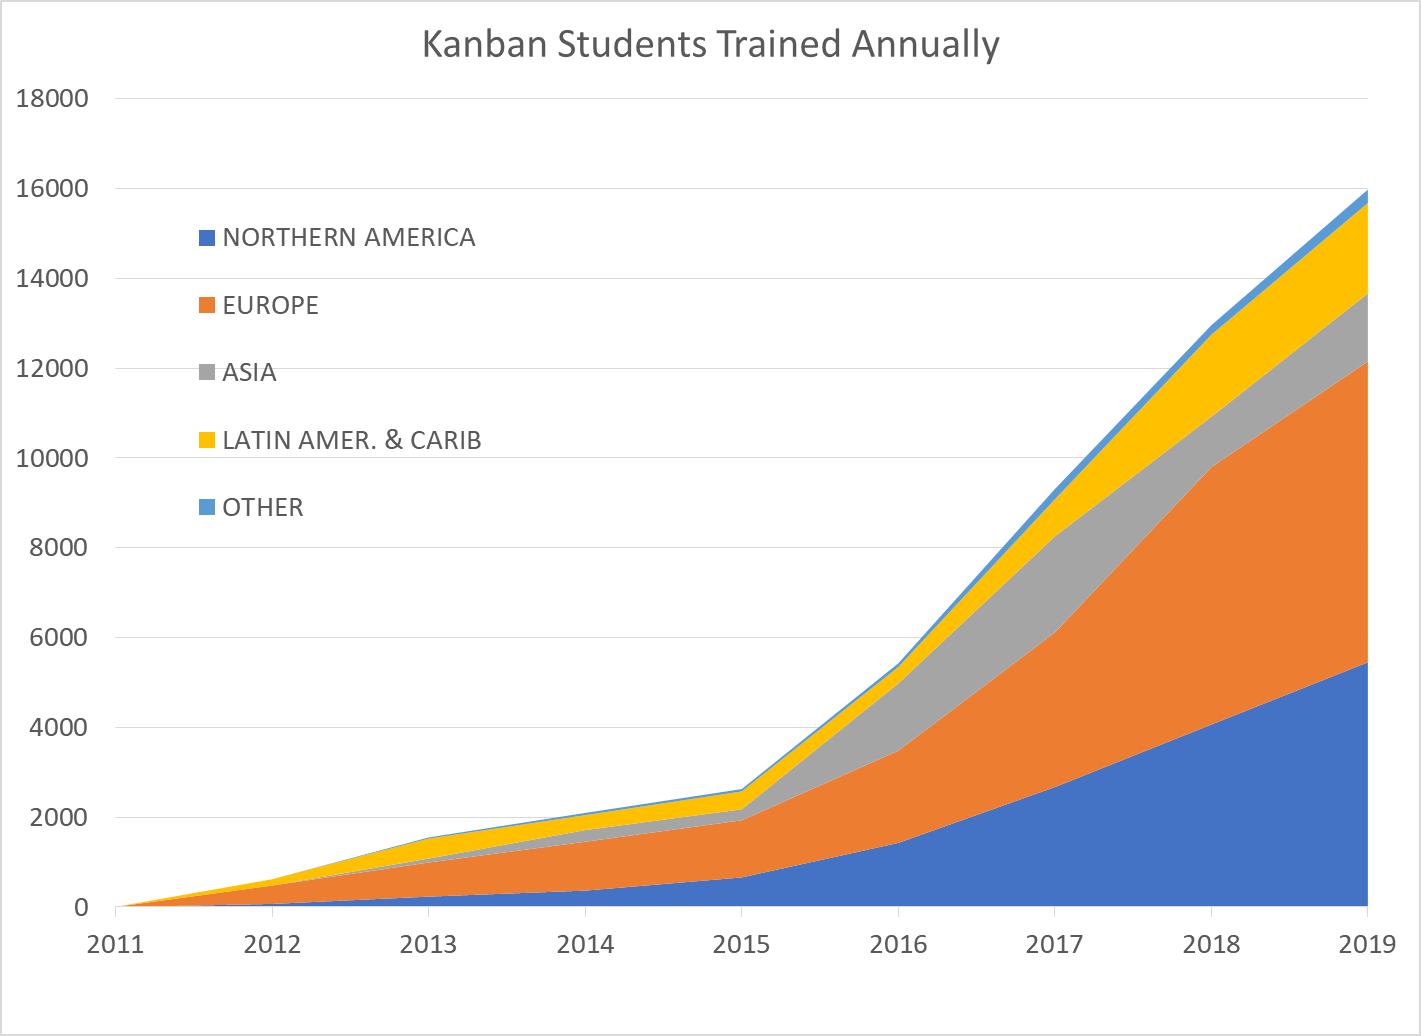 Kanban Students Trained Annually
18000
16000
14000
12000
10000
8000
6000
4000
2000
0
NORTHERN AMERICA
EUROPE
ASIA
LATIN AMER. & CARIB
OTHER
2011 2012 2013 2014 2015 2016 2017 2018 2019